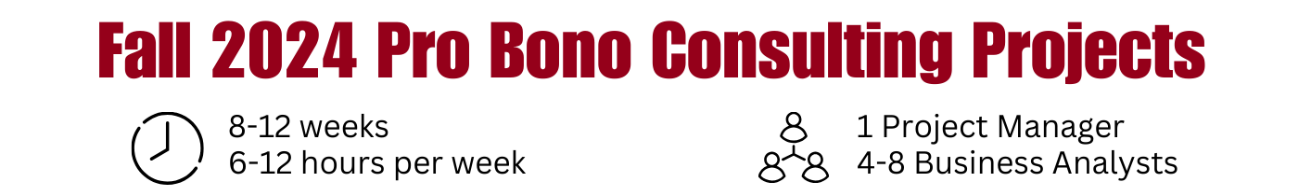 Fall 2024 Pro Bono Consulting Projects
8-12 weeks
6-12 hours per week
1 Project Manager
4-8 Business Analysts